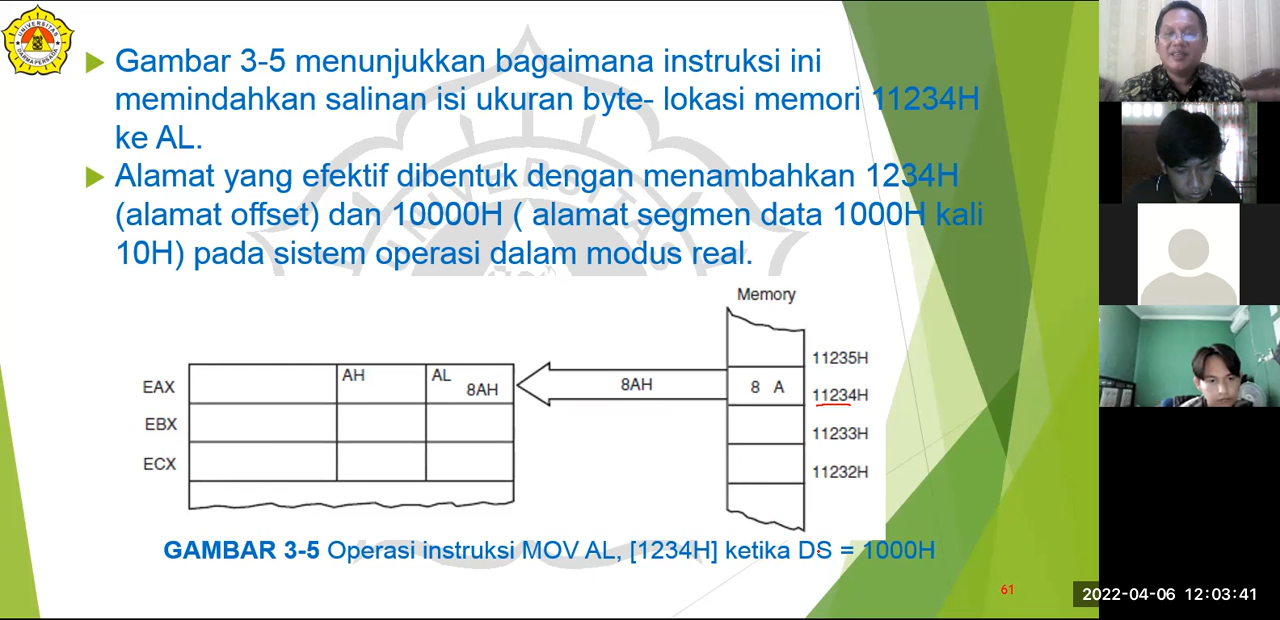 UNIVERSITAS
DARMA PERSADA
Gambar 3-5 menunjukkan bagaimana instruksi ini
memindahkan salinan isi ukuran byte- lokasi memori 11234H
ke AL.
Alamat yang efektif dibentuk dengan menambahkan 1234H
(alamat offset) dan 10000H ( alamat segmen data 1000H kali
10H) pada sistem operasi dalam modus real.
Memory
11235H
EAX AH AL 8AH 8AH 8 A 11234H
EBX 11233H
ECX 11232H
GAMBAR 3-5 Operasi instruksi MOV AL, [1234H] ketika DS = 1000H
61
2022-04-06 12:03:41